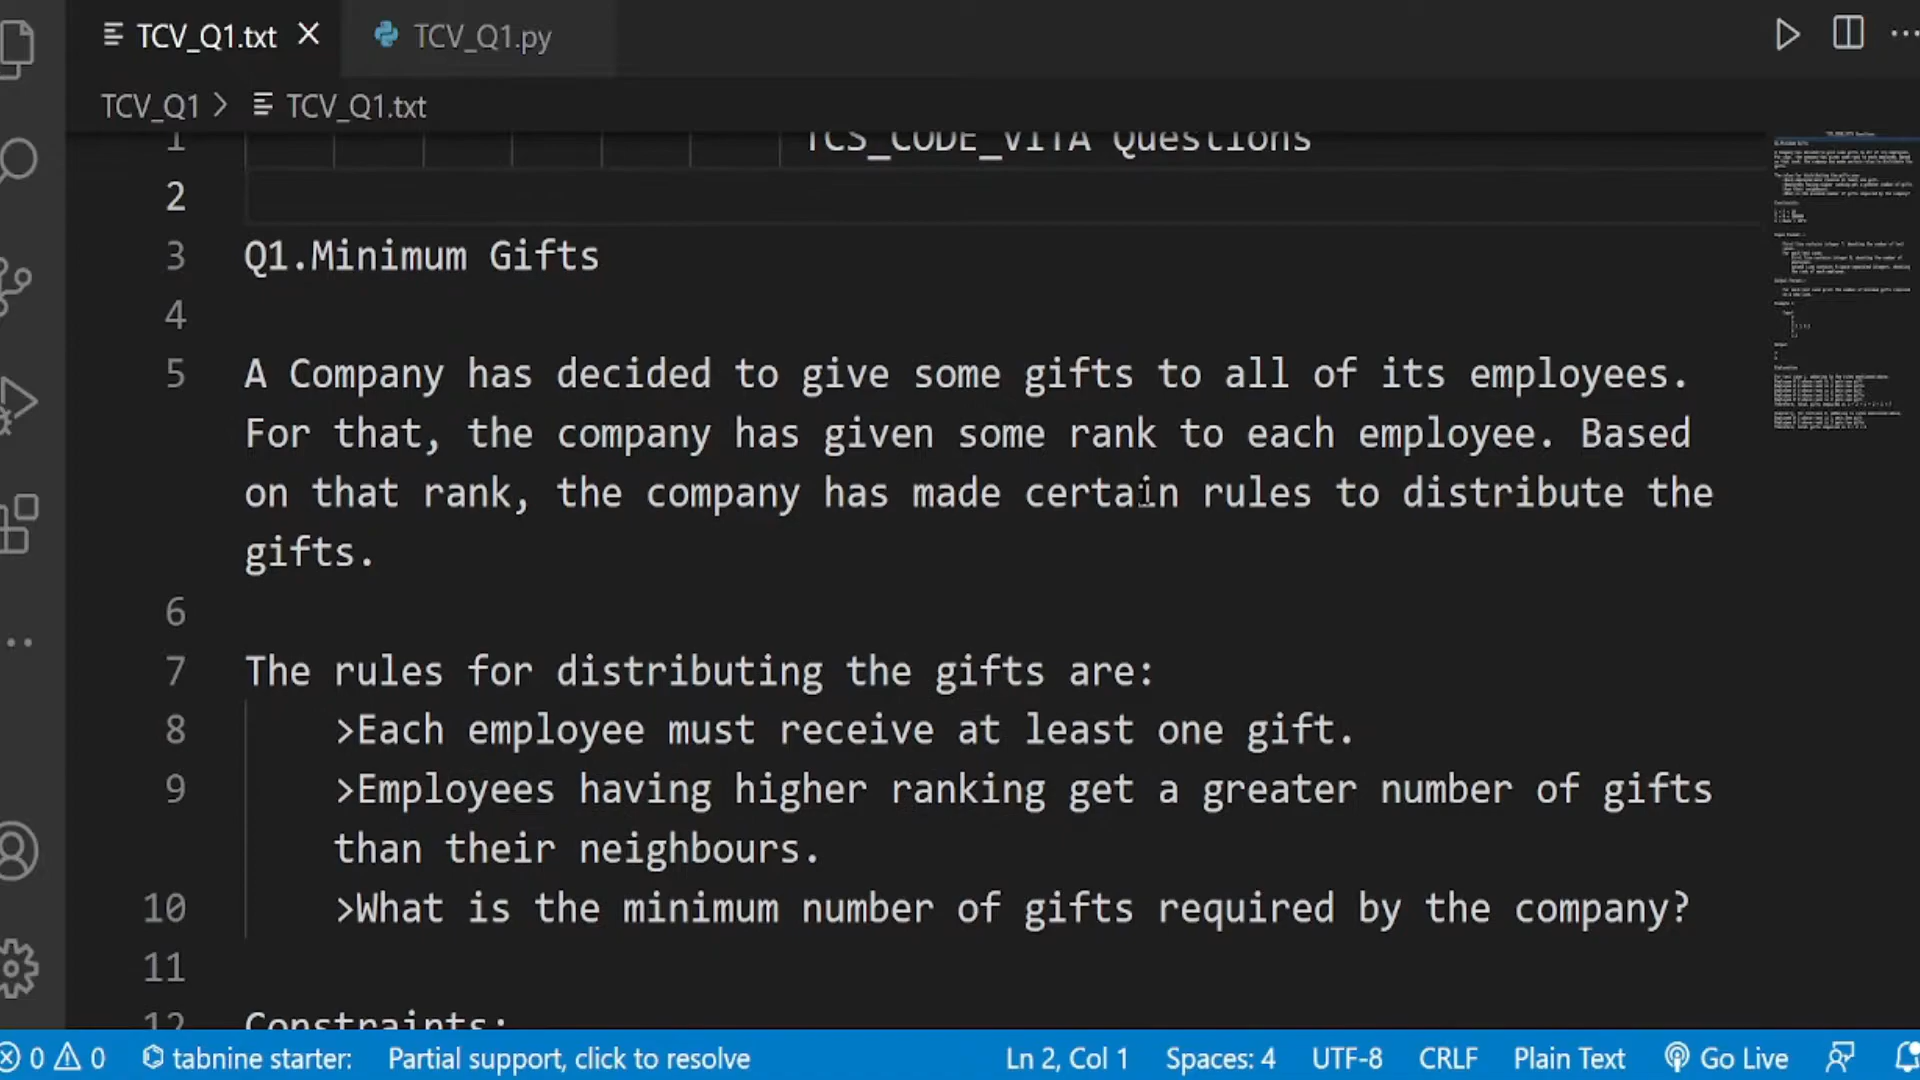 TCV_Q1.txt
TCV_Q1.py
TCV_Q1 > TCV_Q1.txt
1 TCS_CODE_VITA Questions
2
3 Q1.Minimum Gifts
4
5 A Company has decided to give some gifts to all of its employees.
For that, the company has given some rank to each employee. Based
on that rank, the company has made certain rules to distribute the
gifts.
6
7 The rules for distributing the gifts are:
8 >Each employee must receive at least one gift.
9 >Employees having higher ranking get a greater number of gifts
than their neighbours.
10 >What is the minimum number of gifts required by the company?
11
12 Constraints:
0 0 tabnine starter: Partial support, click to resolve Ln 2, Col 1 Spaces: 4 UTF-8 CRLF Plain Text Go Live